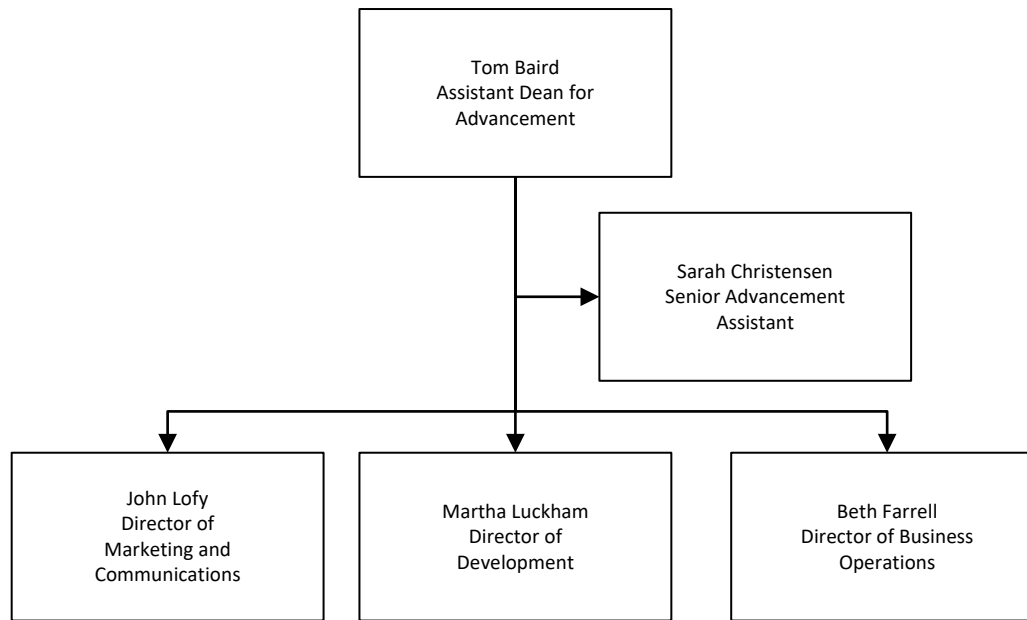 Tom Baird
Assistant Dean for
Advancement
Sarah Christensen
Senior Advancement
Assistant
John Lofy
Director of
Marketing and
Communications
Martha Luckham
Director of
Development
Beth Farrell
Director of Business
Operations